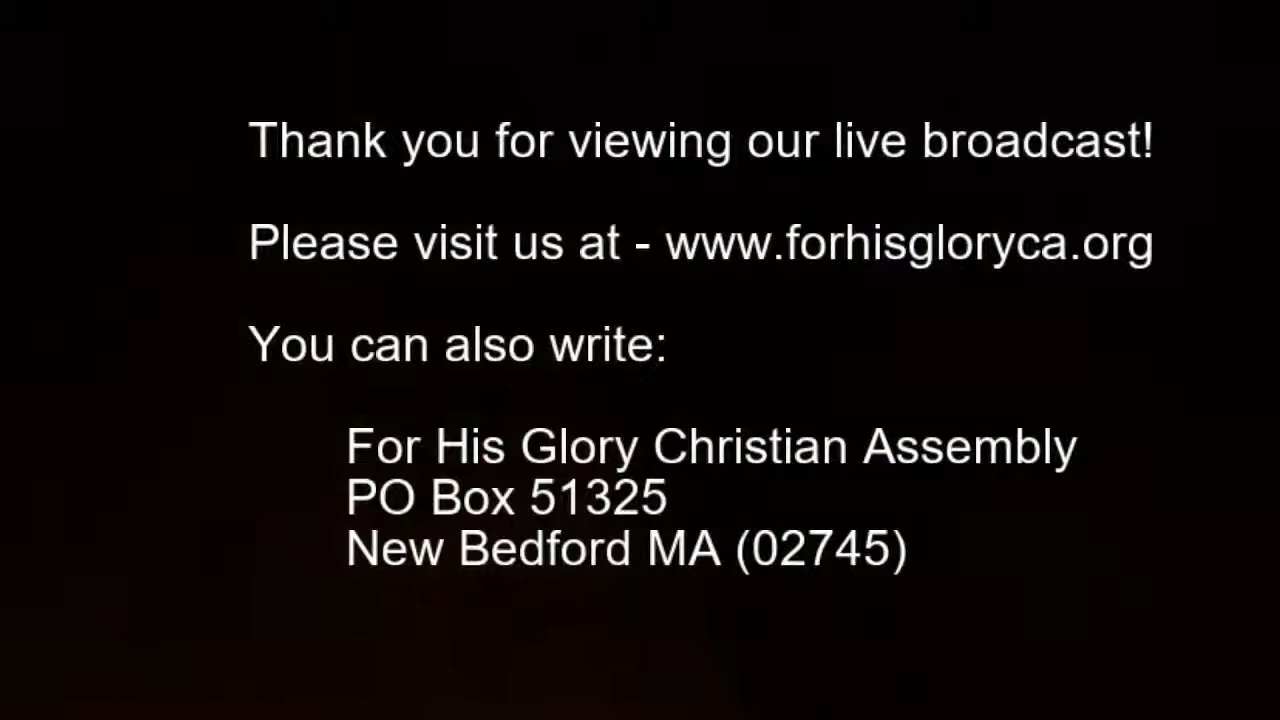 Thank you for viewing our live broadcast!
Please visit us at - www.forhisgloryca.org
You can also write:
For His Glory Christian Assembly
PO Box 51325
New Bedford MA (02745)